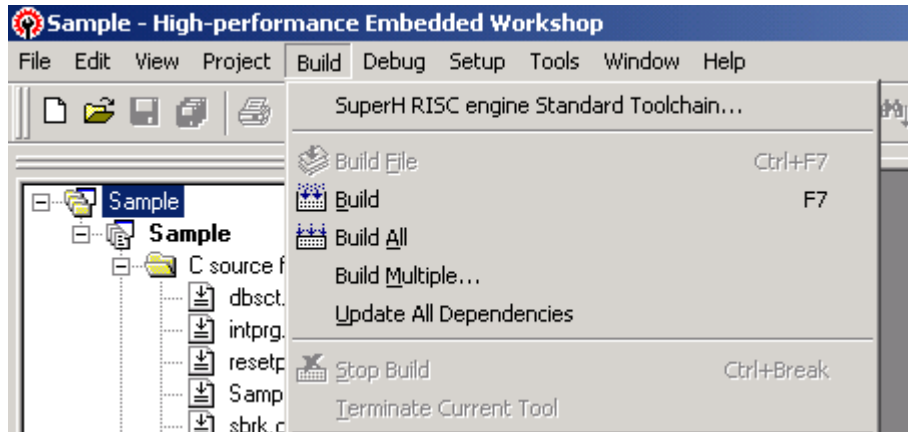 Sample - High-performance Embedded Workshop
File Edit View Project Build Debug Setup Tools Window Help
SuperH RISC engine Standard Toolchain...
Build File Ctrl+F7
Build F7
Build All
Build Multiple...
Update All Dependencies
Stop Build Ctrl+Break
Terminate Current Tool
Sample
Sample
C source f
dbsct.
intprg.
resetp
Samp
sbrk.c